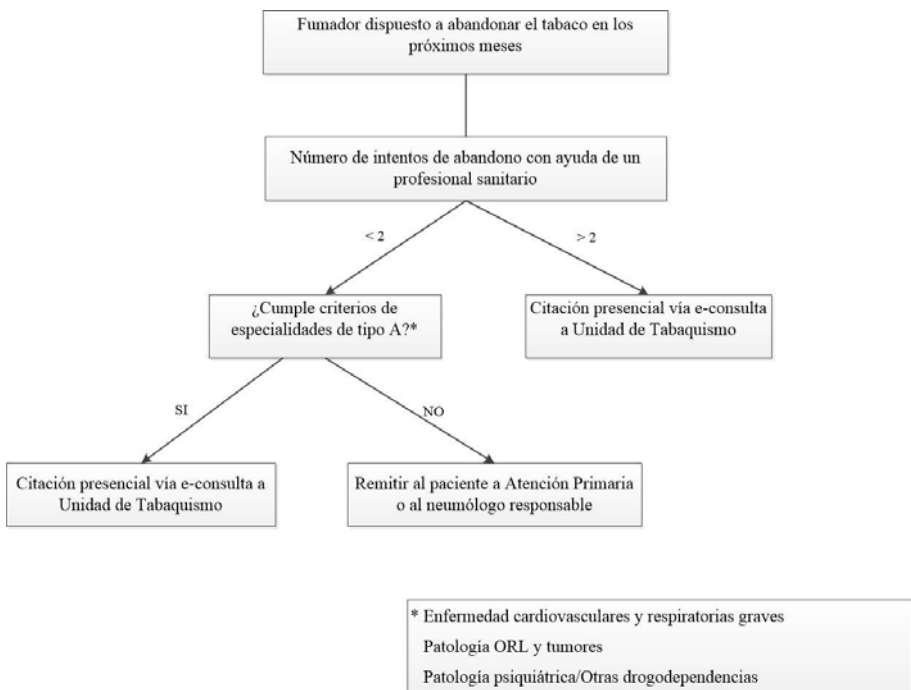 Fumador dispuesto a abandonar el tabaco en los
próximos meses
Número de intentos de abandono con ayuda de un
profesional sanitario
< 2
> 2
¿Cumple criterios de
especialidades de tipo A?*
Citación presencial vía e-consulta
a Unidad de Tabaquismo
SI
NO
Citación presencial vía e-consulta a
Unidad de Tabaquismo
Remitir al paciente a Atención Primaria
o al neumólogo responsable
* Enfermedad cardiovasculares y respiratorias graves
Patología ORL y tumores
Patología psiquiátrica/Otras drogodependencias